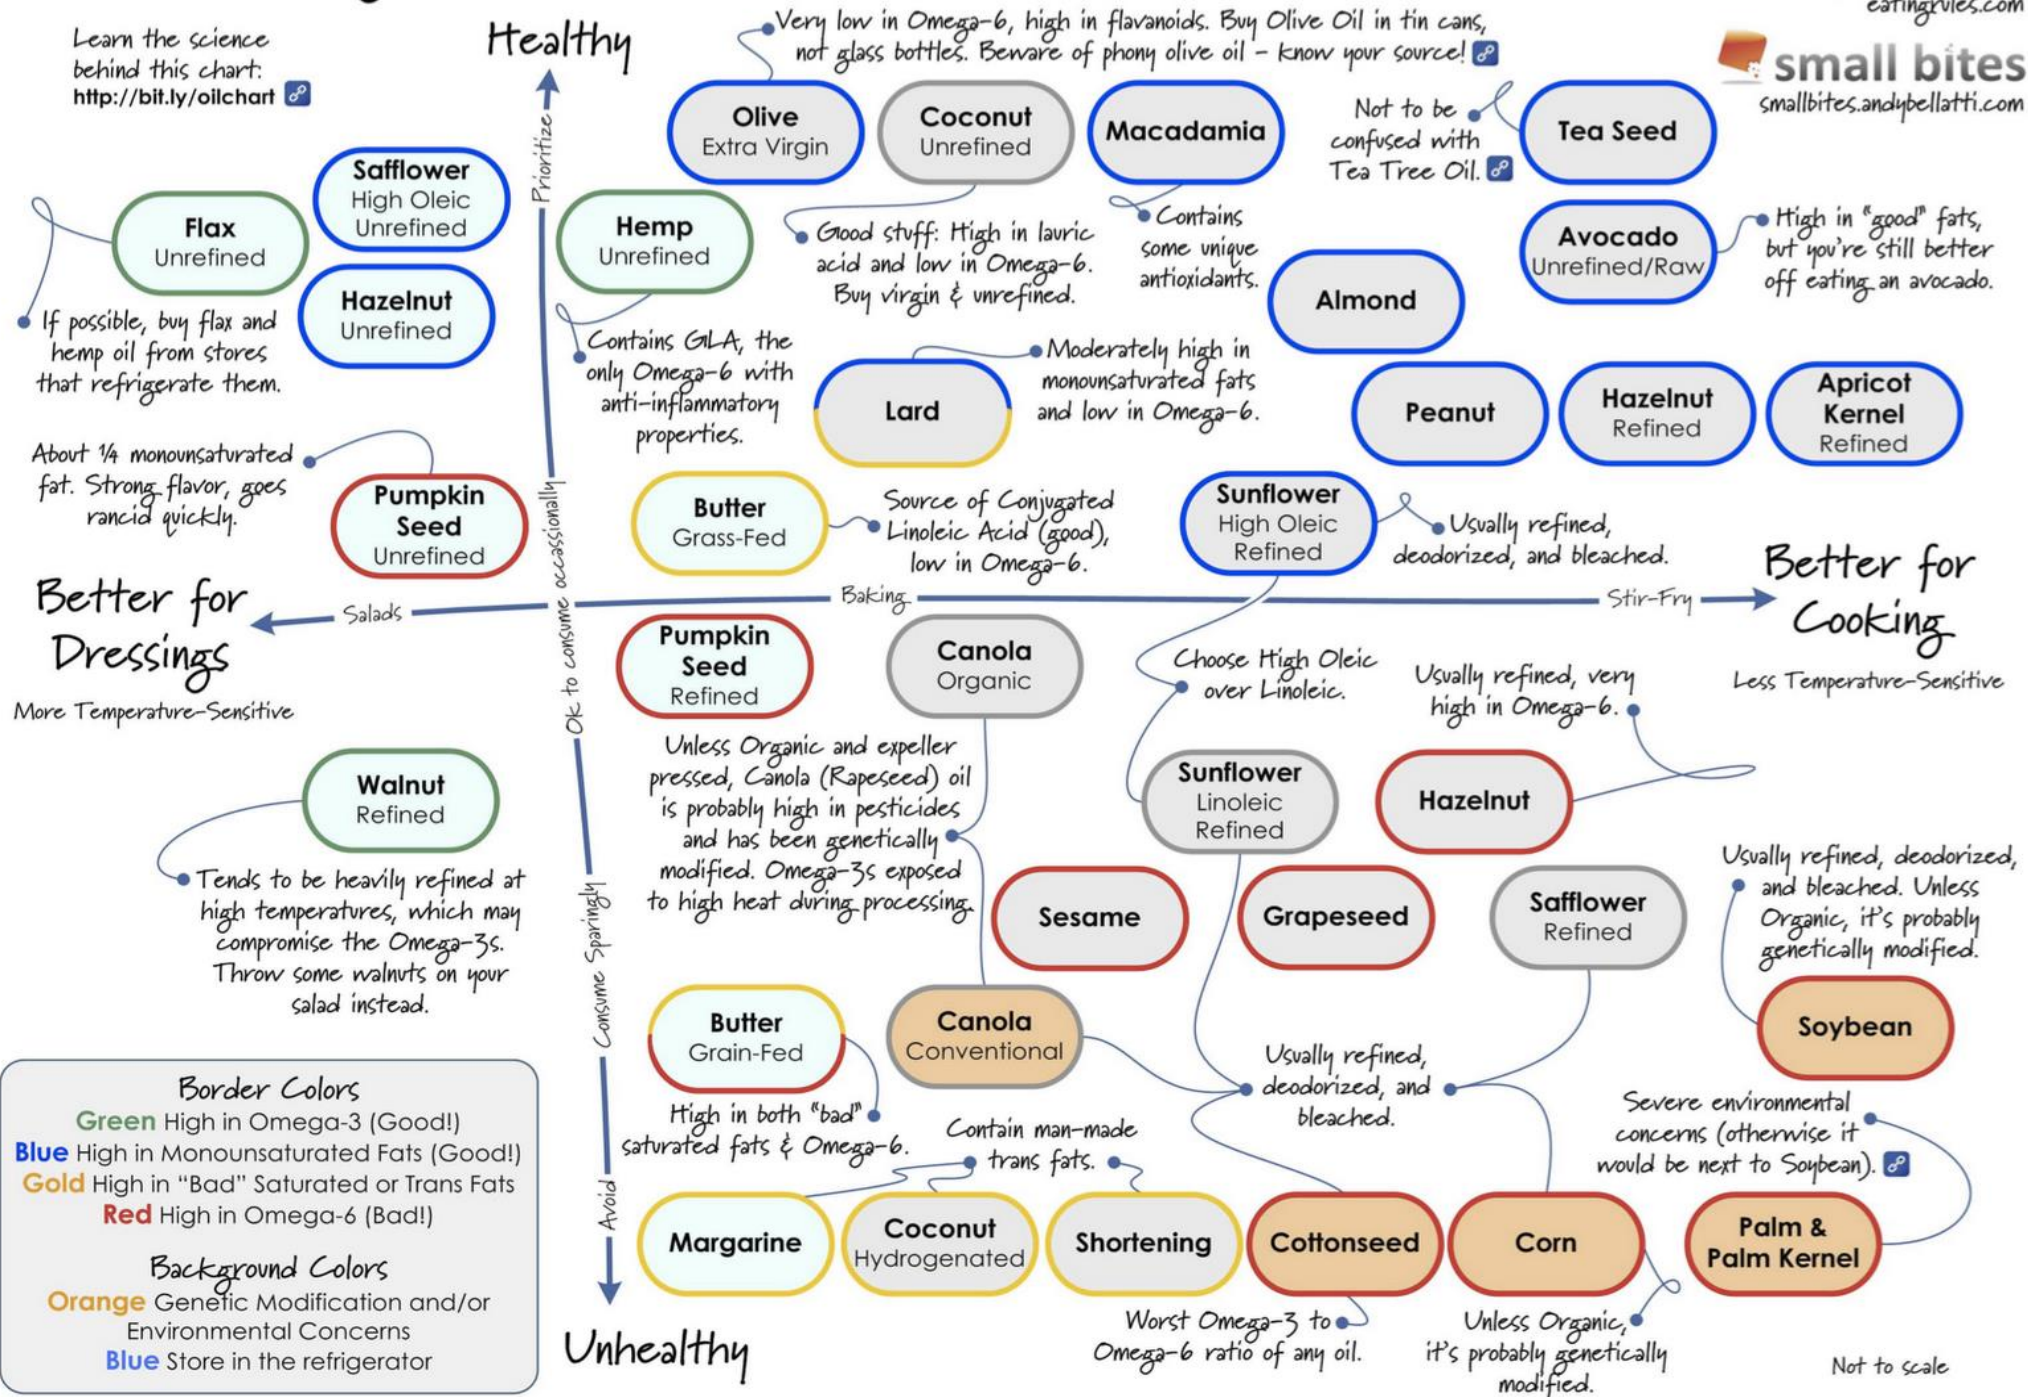 eatingrules.com
Learn the science
behind this chart:
http://bit.ly/oilchart
Healthy
Very low in Omega-6, high in flavanoids. Buy Olive Oil in tin cans,
not glass bottles. Beware of phony olive oil – know your source!
small bites
smallbites.andybellatti.com
Prioritize
Olive
Extra Virgin
Coconut
Unrefined
Macadamia
Not to be
confused with
Tea Tree Oil.
Tea Seed
Safflower
High Oleic
Unrefined
Flax
Unrefined
Hemp
Unrefined
Good stuff: High in lauric
acid and low in Omega-6.
Buy virgin & unrefined.
Contains
some unique
antioxidants.
Avocado
Unrefined/Raw
High in "good" fats,
but you're still better
off eating an avocado.
Hazelnut
Unrefined
Almond
If possible, buy flax and
hemp oil from stores
that refrigerate them.
Contains GLA, the
only Omega-6 with
anti-inflammatory
properties.
Lard
Moderately high in
monounsaturated fats
and low in Omega-6.
Peanut
Hazelnut
Refined
Apricot
Kernel
Refined
About 1/4 monounsaturated
fat. Strong flavor, goes
rancid quickly.
Pumpkin
Seed
Unrefined
Ok to consume occassionally
Butter
Grass-Fed
Source of Conjugated
Linoleic Acid (good),
low in Omega-6.
Sunflower
High Oleic
Refined
Usually refined,
deodorized, and bleached.
Better for
Dressings
More Temperature-Sensitive
Salads
Baking
Stir-Fry
Better for
Cooking
Less Temperature-Sensitive
Pumpkin
Seed
Refined
Canola
Organic
Choose High Oleic
over Linoleic.
Usually refined, very
high in Omega-6.
Walnut
Refined
Unless Organic and expeller
pressed, Canola (Rapeseed) oil
is probably high in pesticides
and has been genetically
modified. Omega-3s exposed
to high heat during processing.
Sunflower
Linoleic
Refined
Hazelnut
Tends to be heavily refined at
high temperatures, which may
compromise the Omega-3s.
Throw some walnuts on your
salad instead.
Consume Sparingly
Sesame
Grapeseed
Safflower
Refined
Usually refined, deodorized,
and bleached. Unless
Organic, it's probably
genetically modified.
Soybean
Butter
Grain-Fed
Canola
Conventional
Usually refined,
deodorized, and
bleached.
High in both "bad"
saturated fats & Omega-6.
Contain man-made
trans fats.
Severe environmental
concerns (otherwise it
would be next to Soybean).
Avoid
Margarine
Coconut
Hydrogenated
Shortening
Cottonseed
Corn
Palm &
Palm Kernel
Worst Omega-3 to
Omega-6 ratio of any oil.
Unless Organic,
it's probably genetically
modified.
Unhealthy
Border Colors
Green High in Omega-3 (Good!)
Blue High in Monounsaturated Fats (Good!)
Gold High in "Bad" Saturated or Trans Fats
Red High in Omega-6 (Bad!)
Background Colors
Orange Genetic Modification and/or
Environmental Concerns
Blue Store in the refrigerator
Not to scale